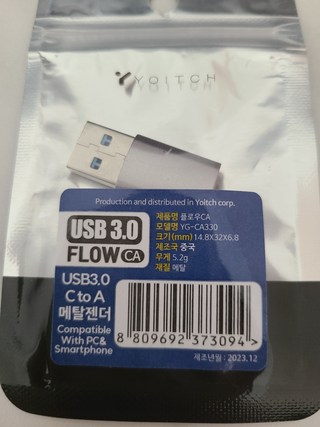 YOITCH
Production and distributed in Yoitch corp.
USB 3.0
FLOW CA
USB3.0
C to A
메탈젠더
Compatible
With PC&
Smartphone
제품명 플로우CA
모델명 YG-CA330
크기(mm) 14.8X32X6.8
제조국 중국
무게 5.2g
재질 메탈
8 809692 373094 >
제조년월 : 2023.12